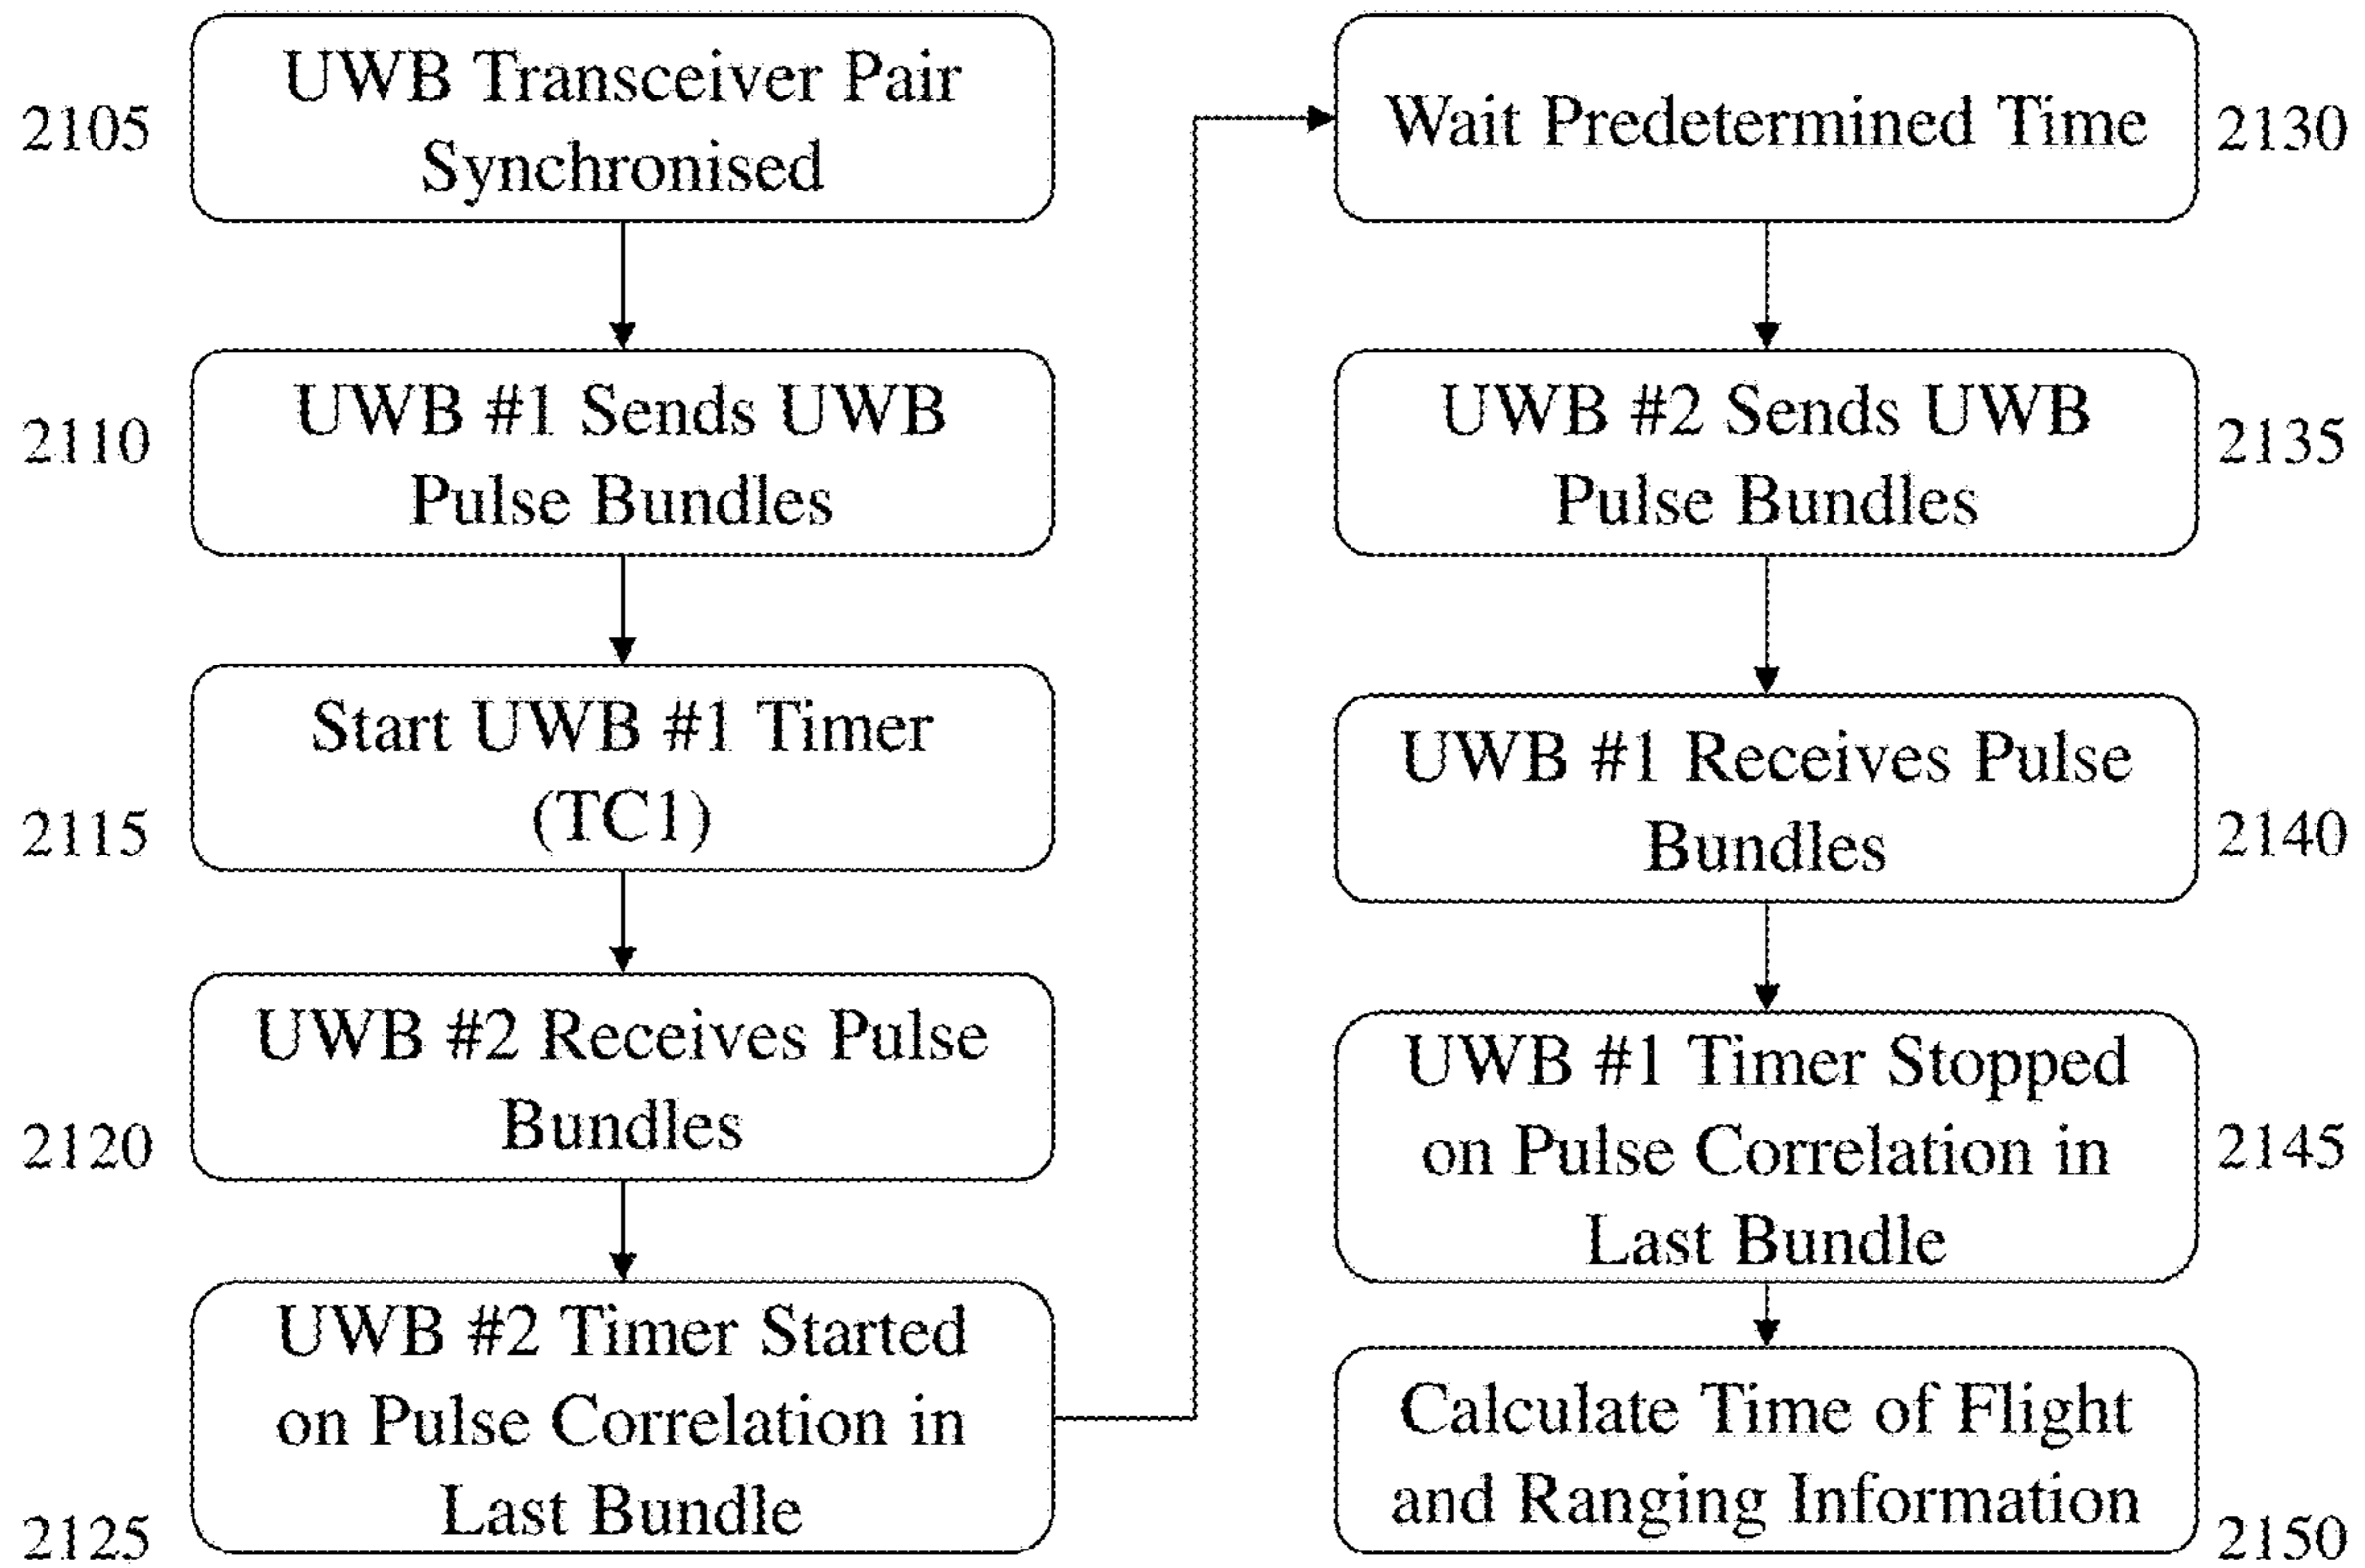 2105
UWB Transceiver Pair
Synchronised
2110
UWB #1 Sends UWB
Pulse Bundles
2115
Start UWB #1 Timer
(TC1)
2120
UWB #2 Receives Pulse
Bundles
2125
UWB #2 Timer Started
on Pulse Correlation in
Last Bundle
Wait Predetermined Time
2130
UWB #2 Sends UWB
Pulse Bundles
2135
UWB #1 Receives Pulse
Bundles
2140
UWB #1 Timer Stopped
on Pulse Correlation in
Last Bundle
2145
Calculate Time of Flight
and Ranging Information
2150